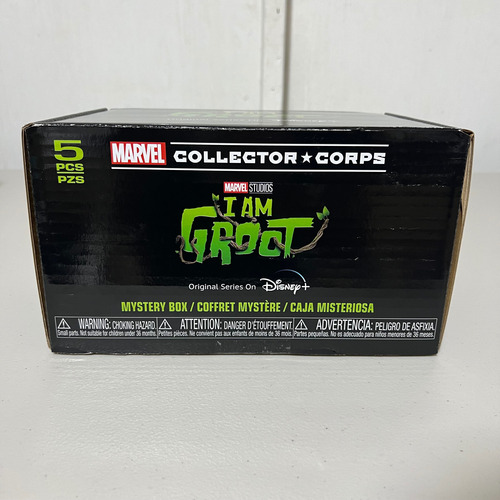 5
PCS
PZS
MARVEL COLLECTOR ★ CORPS
MARVEL STUDIOS
I AM
GROOT
Original Series On Disney+
MYSTERY BOX / COFFRET MYSTÈRE / CAJA MISTERIOSA
WARNING: CHOKING HAZARD.
Small parts. Not suitable for children under 36 months.
ATTENTION: DANGER D'ÉTOUFFEMENT.
Petites pièces. Ne convient pas aux enfants de moins de 36 mois.
ADVERTENCIA: PELIGRO DE ASFIXIA.
Partes pequeñas. No es adecuado para niños menores de 36 meses.